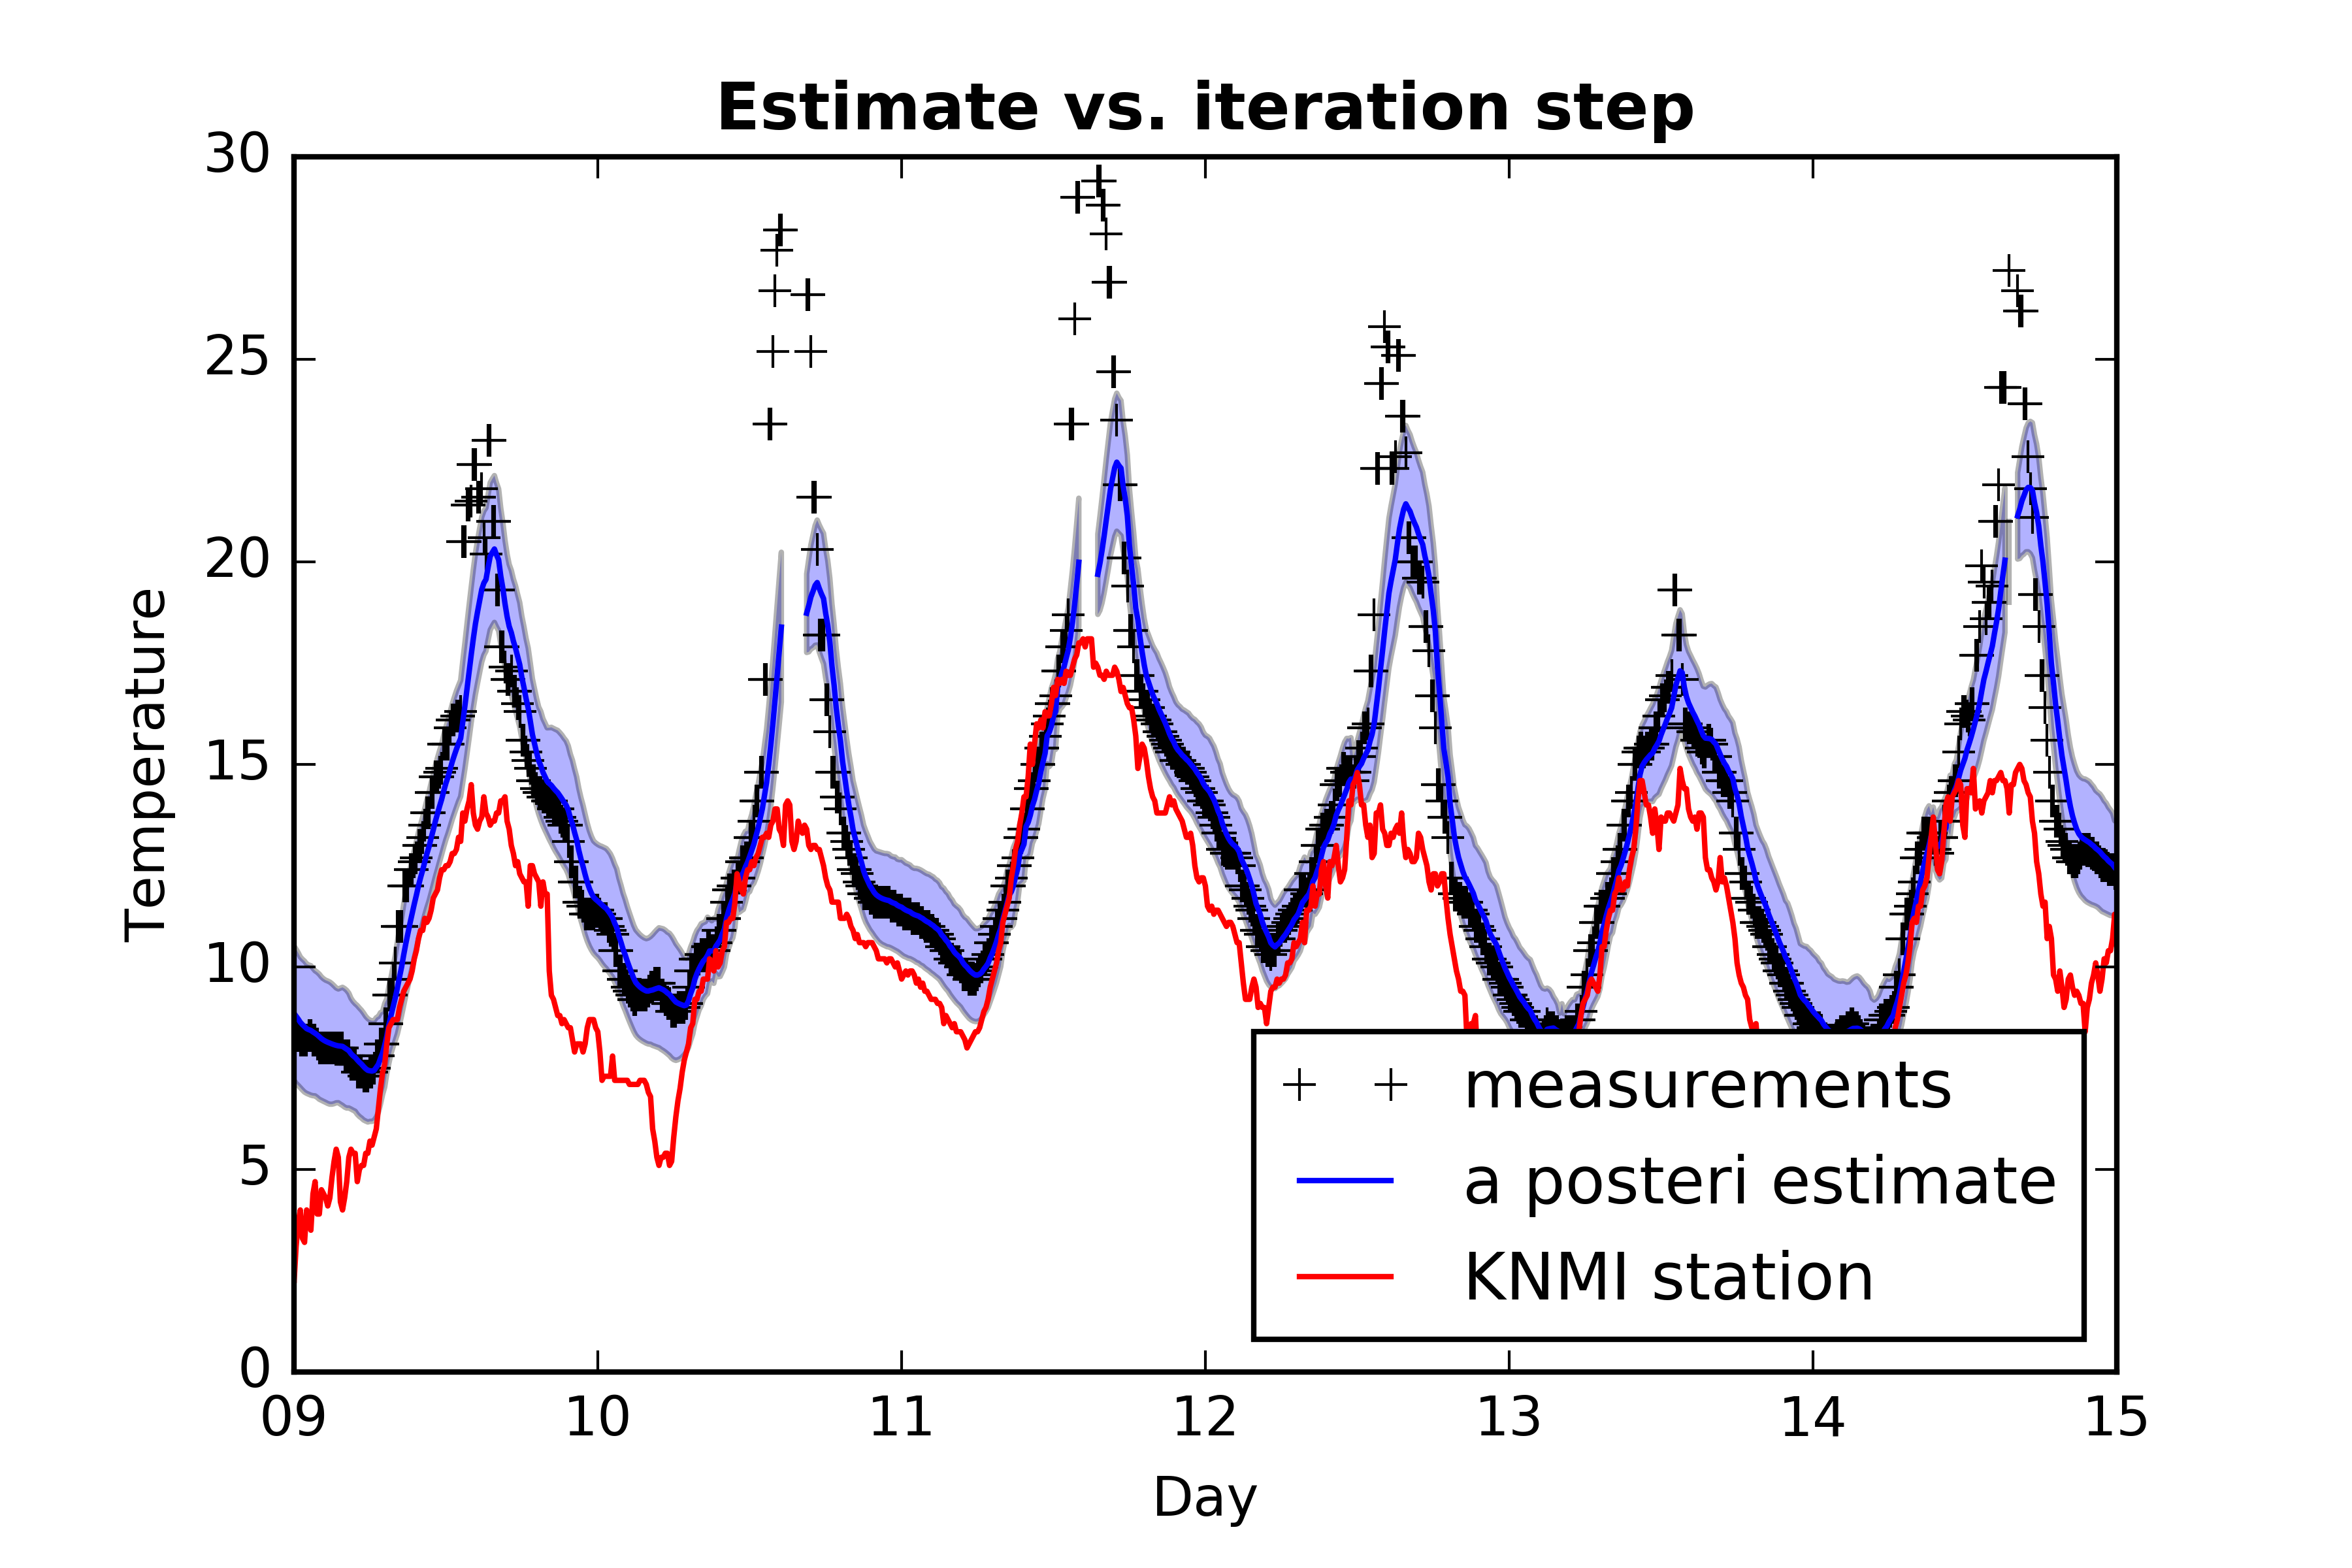 Estimate vs. iteration step
30
25
20
15
10
5
0
Temperature
measurements
a posteri estimate
KNMI station
09 10 11 12 13 14 15
Day